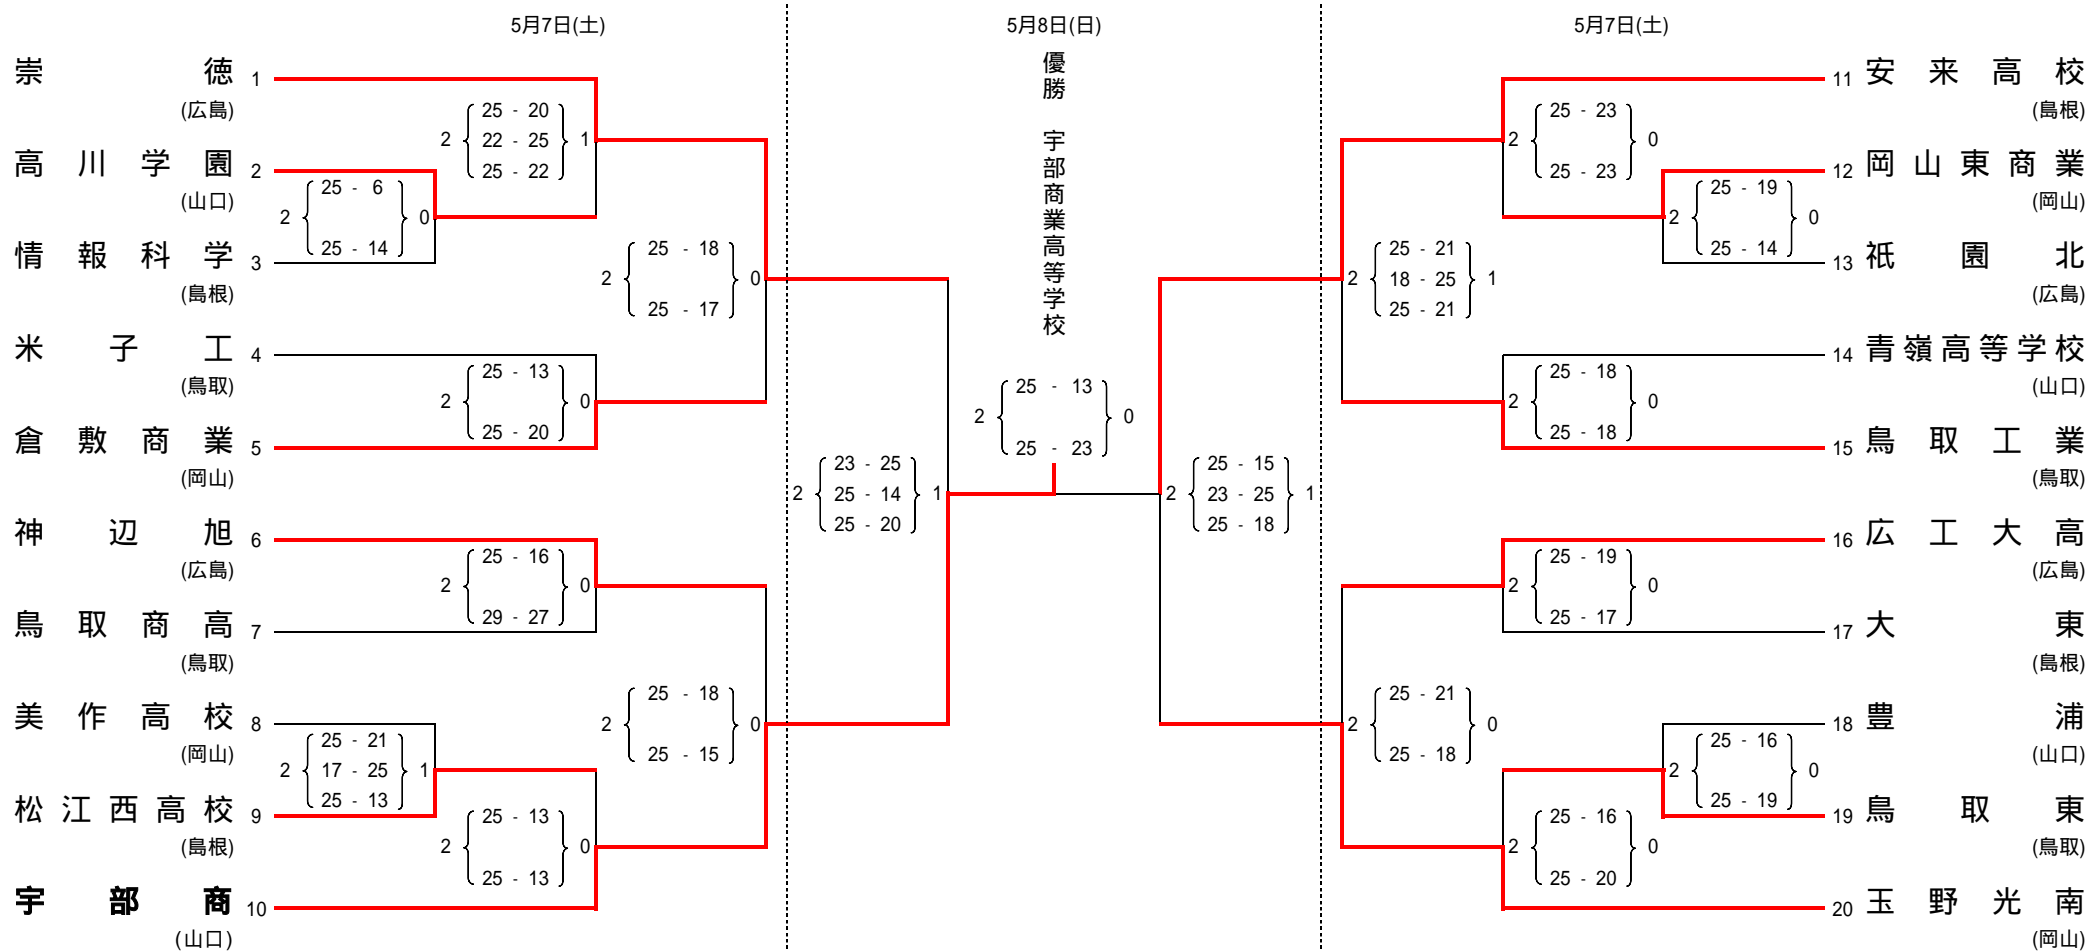 5月7日(土)
5月8日(日)
5月7日(土)
優勝 宇部商業高等学校
崇徳 1
(広島)
高川学園 2
(山口)
情報科学 3
(島根)
米子工 4
(鳥取)
倉敷商業 5
(岡山)
神辺旭 6
(広島)
鳥取商高 7
(鳥取)
美作高校 8
(岡山)
松江西高校 9
(島根)
宇部商 10
(山口)
25 - 6
2 0
25 - 14
25 - 21
2 17 - 25 1
25 - 13
25 - 20
2 22 - 25 1
25 - 22
25 - 13
2 0
25 - 20
25 - 16
2 0
29 - 27
25 - 13
2 0
25 - 13
25 - 18
2 0
25 - 17
25 - 18
2 0
25 - 15
23 - 25
2 25 - 14 1
25 - 20
25 - 13
2 0
25 - 23
25 - 15
2 23 - 25 1
25 - 18
25 - 21
2 18 - 25 1
25 - 21
25 - 21
2 0
25 - 18
25 - 23
2 0
25 - 23
25 - 18
2 0
25 - 18
25 - 19
2 0
25 - 17
25 - 16
2 0
25 - 20
25 - 19
2 0
25 - 14
25 - 16
2 0
25 - 19
11 安来高校
(島根)
12 岡山東商業
(岡山)
13 祇園北
(広島)
14 青嶺高等学校
(山口)
15 鳥取工業
(鳥取)
16 広工大高
(広島)
17 大東
(島根)
18 豊浦
(山口)
19 鳥取東
(鳥取)
20 玉野光南
(岡山)